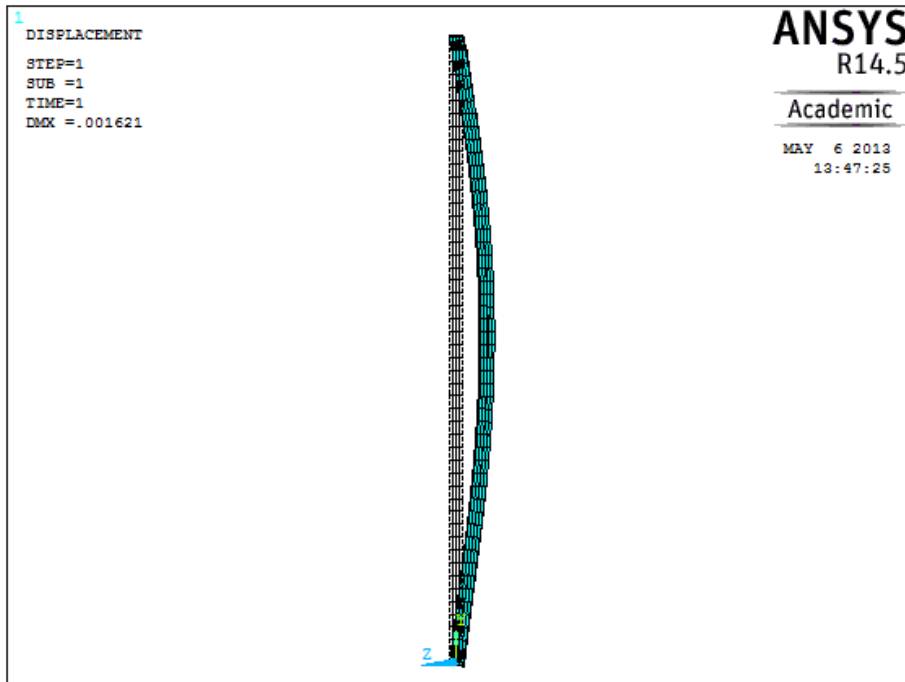 1
DISPLACEMENT
STEP=1
SUB =1
TIME=1
DMX =.001621
ANSYS
R14.5
Academic
MAY  6 2013
13:47:25
Z